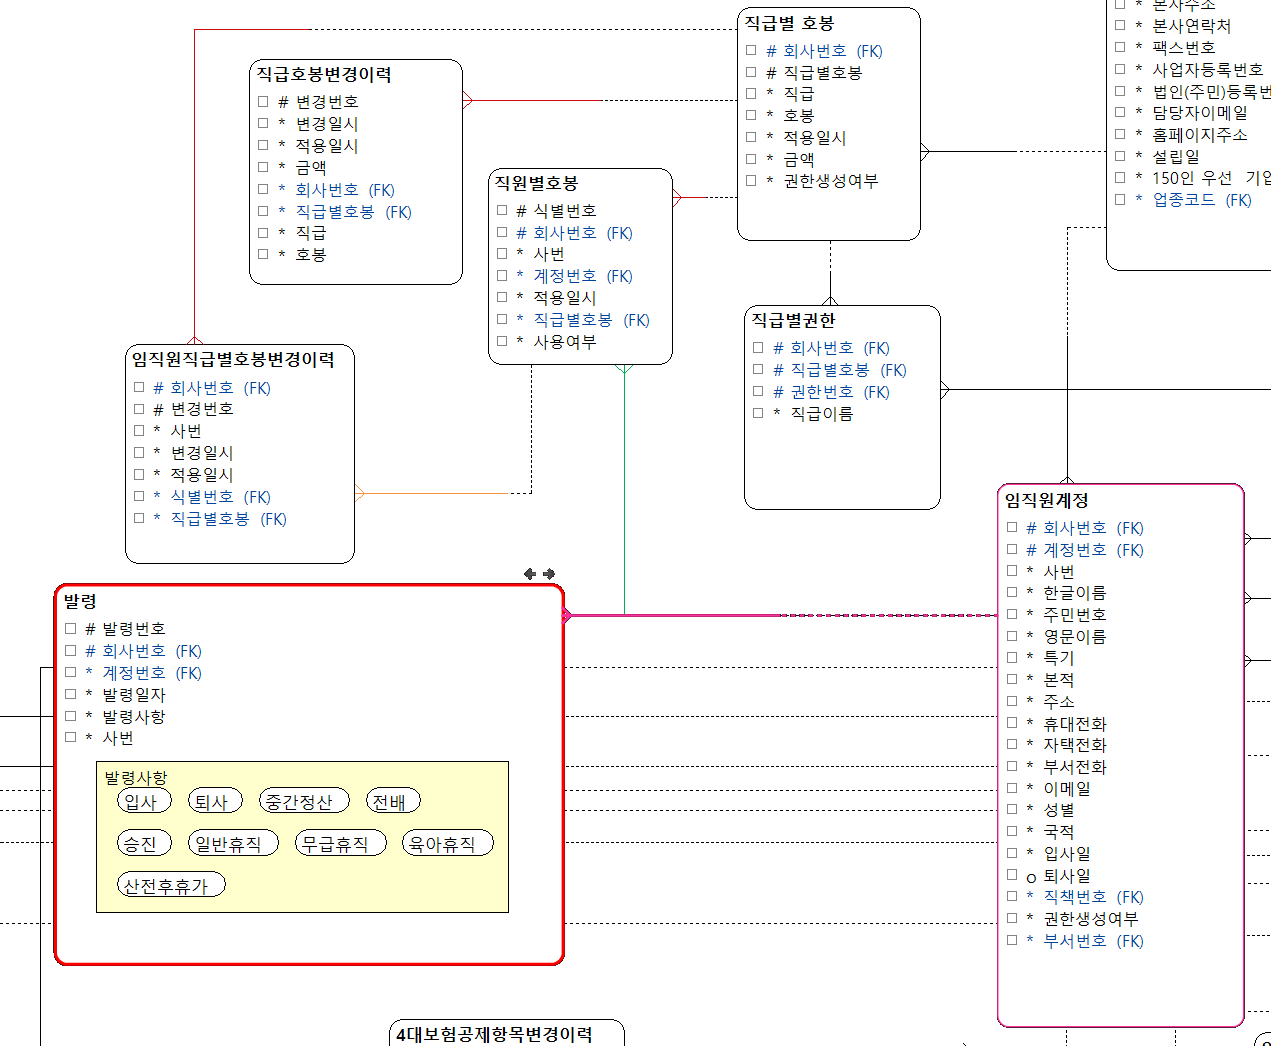 직급호봉변경이력
# 변경번호
* 변경일시
* 적용일시
* 금액
* 회사번호 (FK)
* 직급별호봉 (FK)
* 직급
* 호봉
직원별호봉
# 식별번호
# 회사번호 (FK)
* 사번
* 계정번호 (FK)
* 적용일시
* 직급별호봉 (FK)
* 사용여부
직급별 호봉
# 회사번호 (FK)
# 직급별호봉
* 직급
* 호봉
* 적용일시
* 금액
* 권한생성여부
* 본사주소
* 본사연락처
* 팩스번호
* 사업자등록번호
* 법인(주민)등록번
* 담당자이메일
* 홈페이지주소
* 설립일
* 150인 우선 기업
* 업종코드 (FK)
임직원직급별호봉변경이력
# 회사번호 (FK)
# 변경번호
* 사번
* 변경일시
* 적용일시
* 식별번호 (FK)
* 직급별호봉 (FK)
직급별권한
# 회사번호 (FK)
# 직급별호봉 (FK)
# 권한번호 (FK)
* 직급이름
발령
# 발령번호
# 회사번호 (FK)
* 계정번호 (FK)
* 발령일자
* 발령사항
* 사번
발령사항
입사 퇴사 중간정산 전배
승진 일반휴직 무급휴직 육아휴직
산전후휴가
임직원계정
# 회사번호 (FK)
# 계정번호 (FK)
* 사번
* 한글이름
* 주민번호
* 영문이름
* 특기
* 본적
* 주소
* 휴대전화
* 자택전화
* 부서전화
* 이메일
* 성별
* 국적
* 입사일
o 퇴사일
* 직책번호 (FK)
* 권한생성여부
* 부서번호 (FK)
4대보험공제항목변경이력